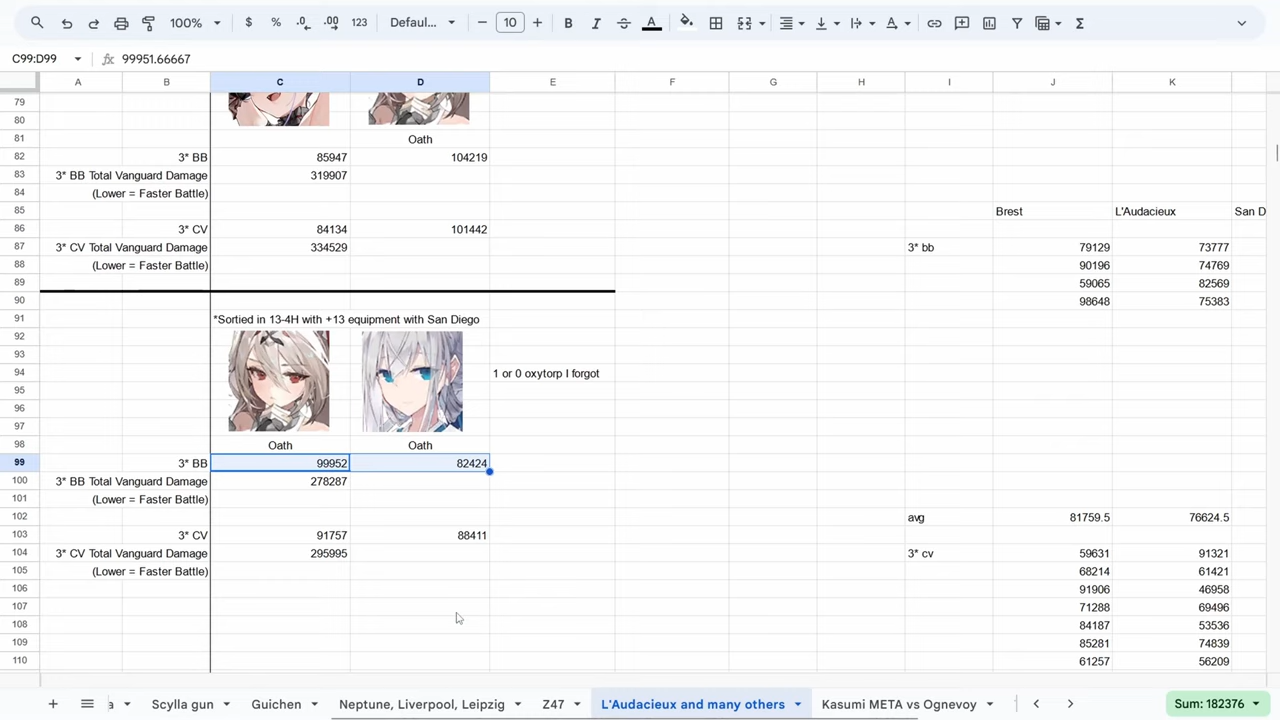 100% $ % .0 .00 123 Defaul... − 10 + B I S A Σ
C99:D99 fx 99951.66667
A B C D E F G H I J K
79
80
81 Oath
82 3* BB 85947 104219
83 3* BB Total Vanguard Damage 319907
84 (Lower = Faster Battle)
85 Brest L'Audacieux San D
86 3* CV 84134 101442
87 3* CV Total Vanguard Damage 334529 3* bb 79129 73777
88 (Lower = Faster Battle) 90196 74769
89 59065 82569
90 98648 75383
91 *Sortied in 13-4H with +13 equipment with San Diego
92
93
94 1 or 0 oxytorp I forgot
95
96
97
98 Oath Oath
99 3* BB 99952 82424
100 3* BB Total Vanguard Damage 278287
101 (Lower = Faster Battle)
102 avg 81759.5 76624.5
103 3* CV 91757 88411
104 3* CV Total Vanguard Damage 295995 3* cv 59631 91321
105 (Lower = Faster Battle) 68214 61421
106 91906 46958
107 71288 69496
108 84187 53536
109 85281 74839
110 61257 56209
+ a Scylla gun Guichen Neptune, Liverpool, Leipzig Z47 L'Audacieux and many others Kasumi META vs Ognevoy Sum: 182376